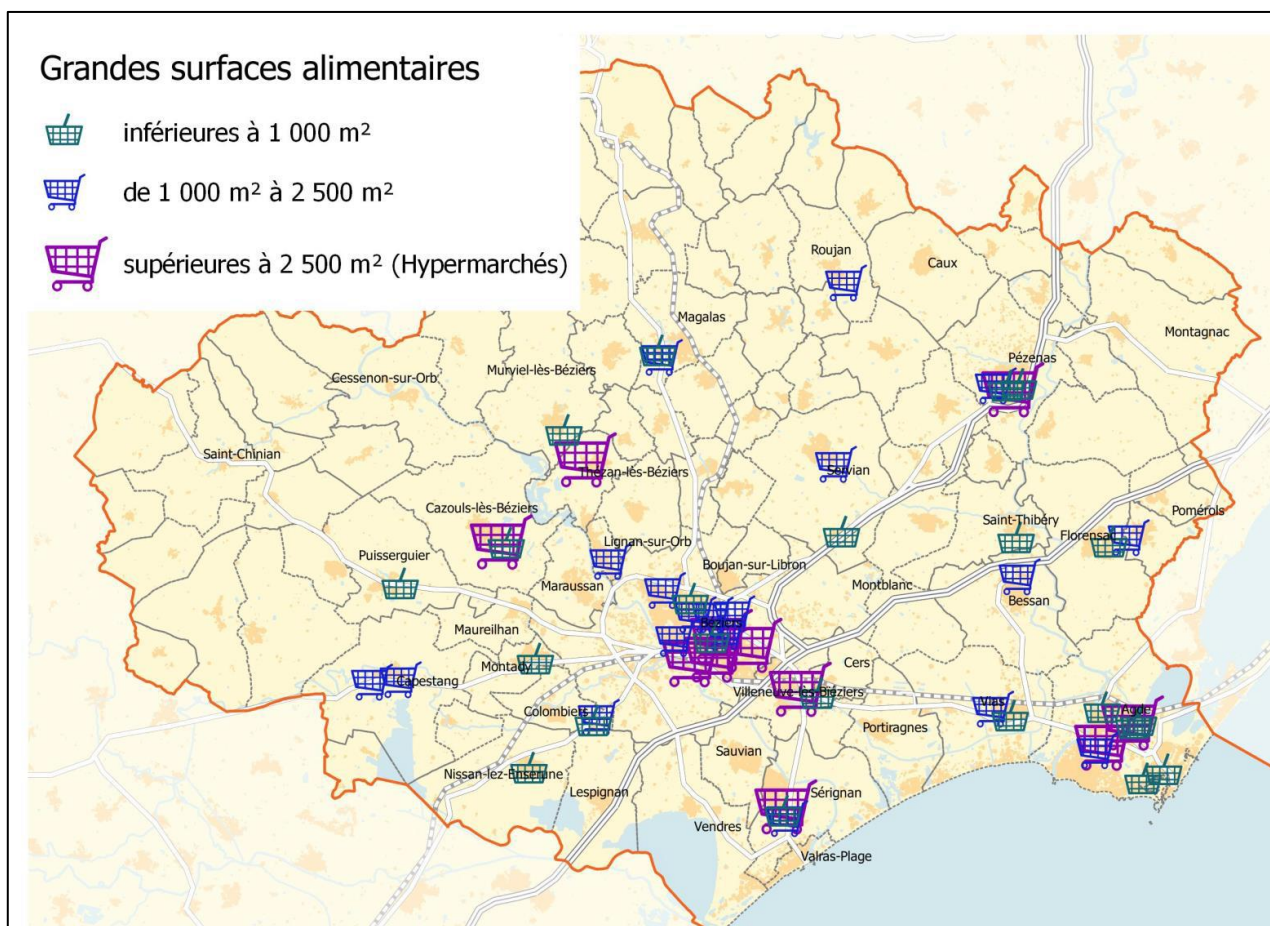 Grandes surfaces alimentaires
inférieures à 1 000 m²
de 1 000 m² à 2 500 m²
supérieures à 2 500 m² (Hypermarchés)
Roujan
Caux
Magalas
Montagnac
Pézenas
Murviel-lès-Béziers
Cessenon-sur-Orb
Saint-Chinian
Thézan-lès-Béziers
Servian
Cazouls-lès-Béziers
Pomérols
Saint-Thibéry
Florensac
Lignan-sur-Orb
Puisserguier
Boujan-sur-Libron
Maraussan
Montblanc
Bessan
Béziers
Maureilhan
Cers
Montady
Capestang
Villeneuve-lès-Béziers
Vias
Agde
Colombiers
Portiragnes
Sauvian
Nissan-lez-Enserune
Lespignan
Sérignan
Vendres
Valras-Plage